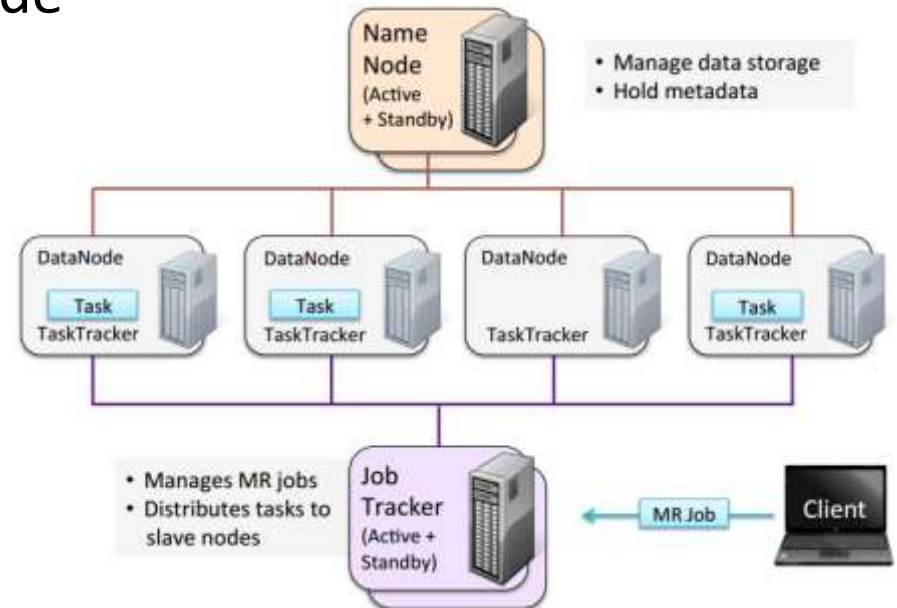 Name
Node
(Active
+ Standby)
• Manage data storage
• Hold metadata
DataNode
Task
TaskTracker
DataNode
Task
TaskTracker
DataNode
TaskTracker
DataNode
Task
TaskTracker
• Manages MR jobs
• Distributes tasks to
slave nodes
Job
Tracker
(Active +
Standby)
MR Job
Client